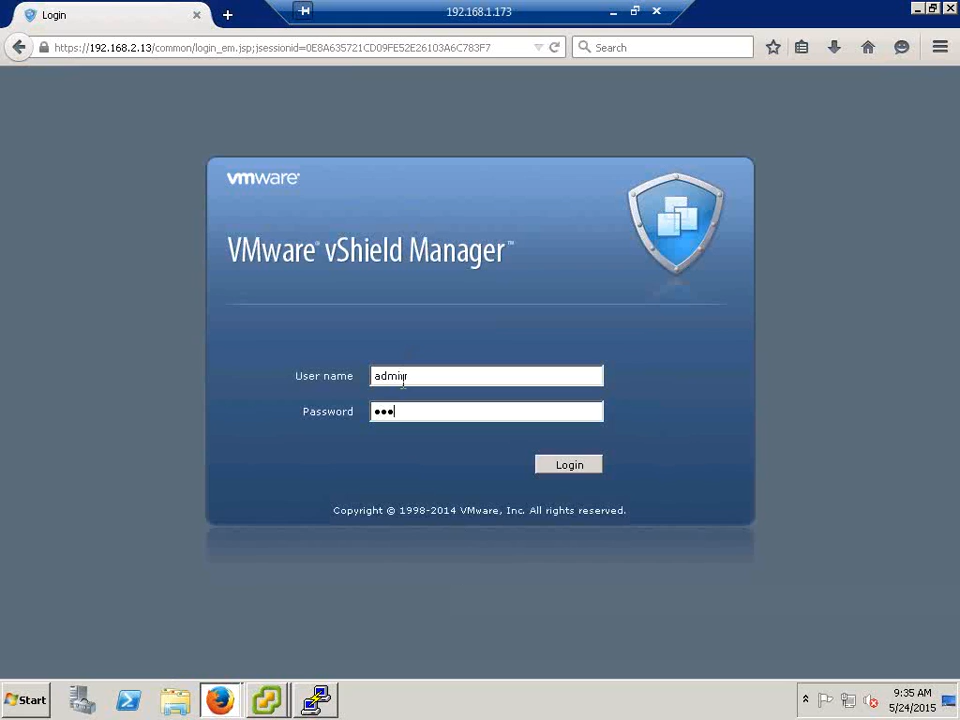 Login
192.168.1.173
https://192.168.2.13/common/login_em.jsp;jsessionid=0E8A635721CD09FE52E26103A6C783F7
Search
vmware®
VMware® vShield Manager™
User name
admin
Password
Login
Copyright © 1998-2014 VMware, Inc. All rights reserved.
Start
9:35 AM
5/24/2015